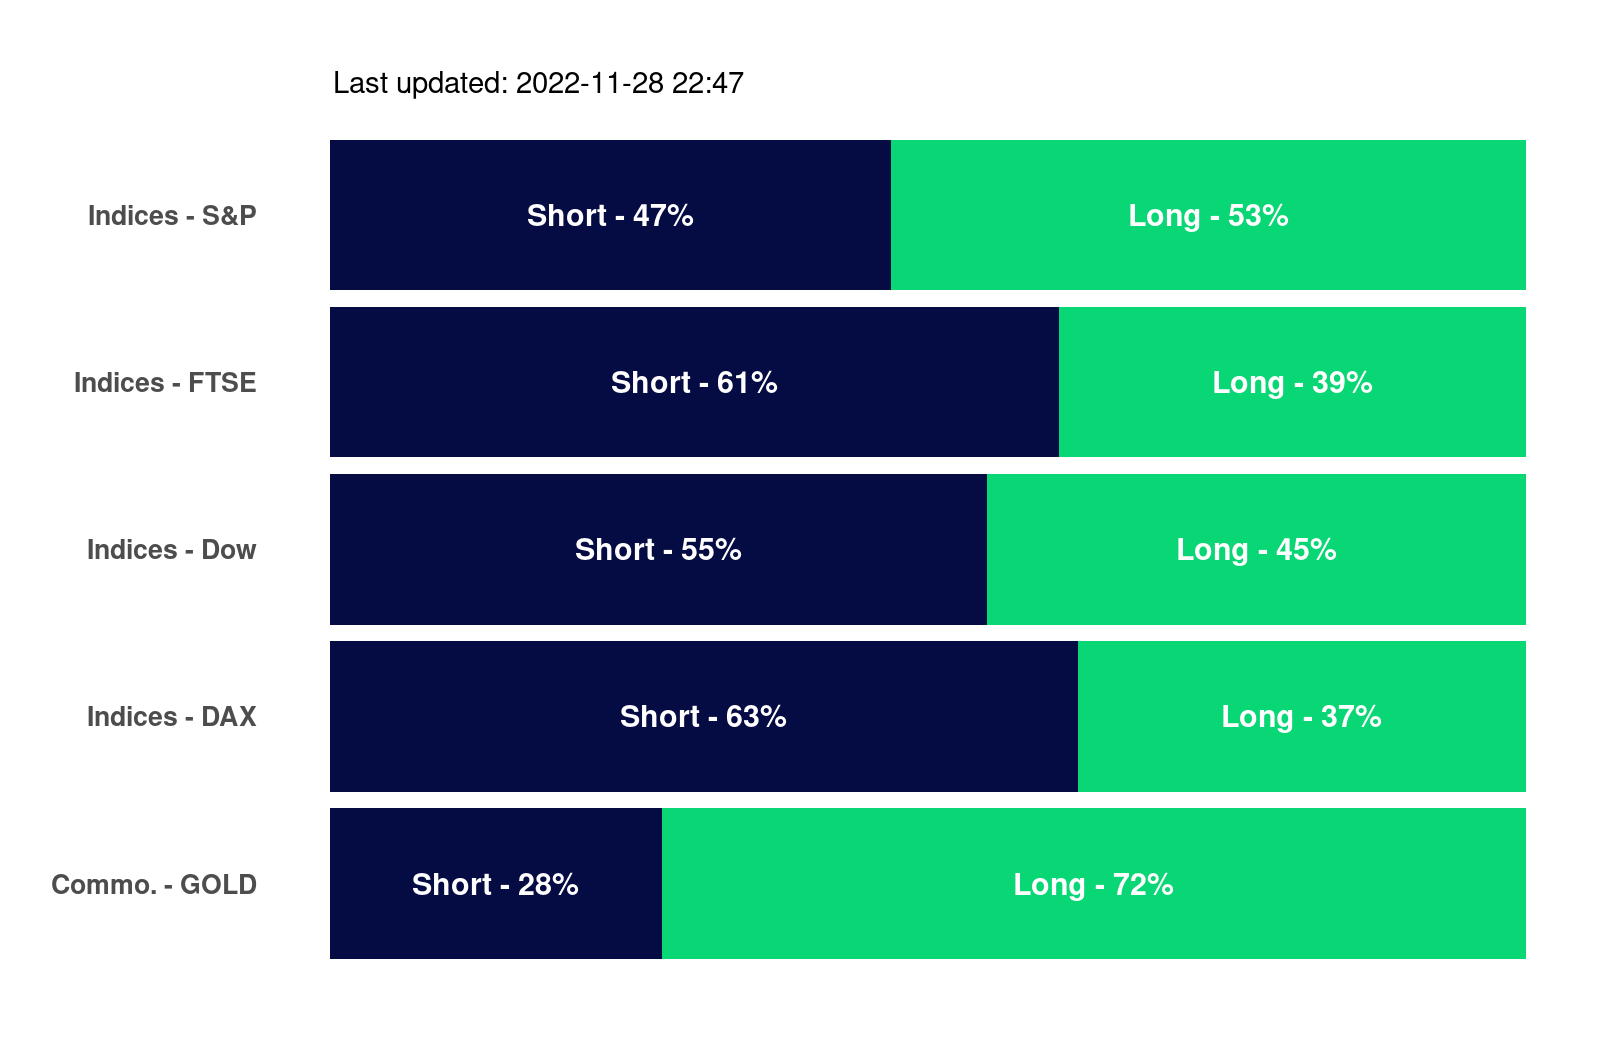 Last updated: 2022-11-28 22:47
Indices - S&P Short - 47% Long - 53%
Indices - FTSE Short - 61% Long - 39%
Indices - Dow Short - 55% Long - 45%
Indices - DAX Short - 63% Long - 37%
Commo. - GOLD Short - 28% Long - 72%